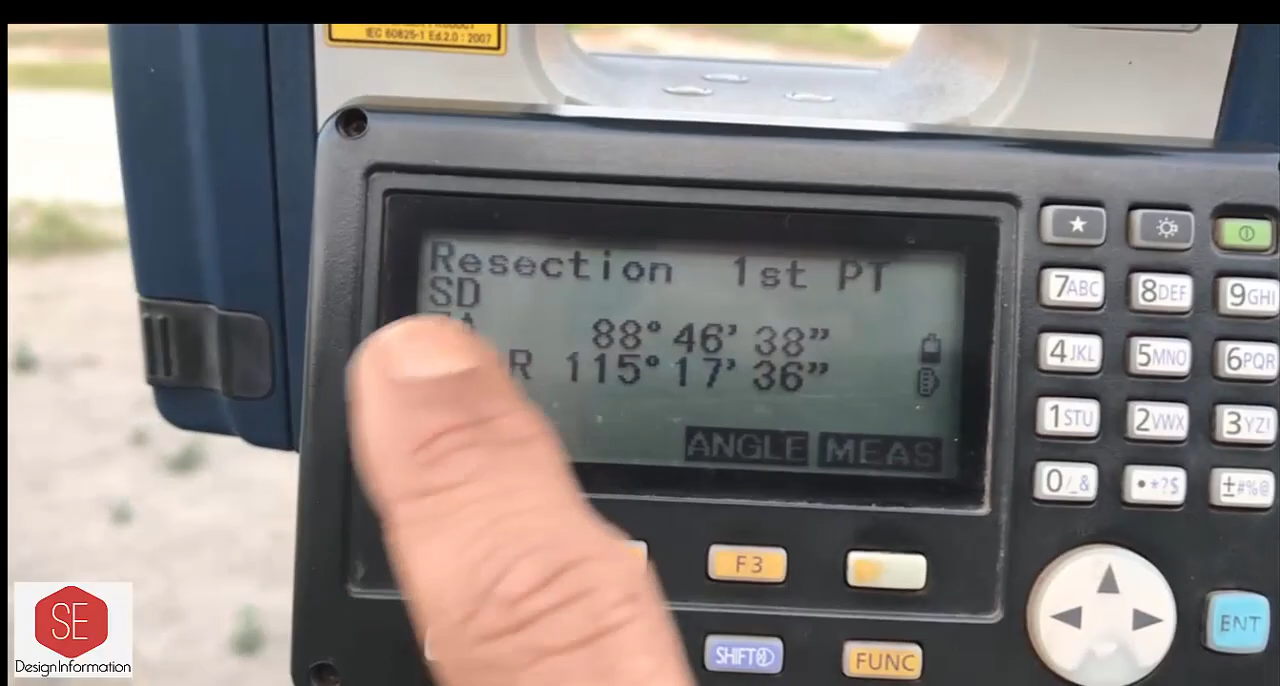 IEC 60825-1 Ed.2.0 : 2007
Resection 1st PT
SD
88° 46' 38"
R 115° 17' 36"
ANGLE MEAS
7ABC 8DEF 9GHI
4JKL 5MNO 6PQR
1STU 2VWX 3YZ!
0/_& •*?$ ±#%@
F3
SHIFT
FUNC
ENT
SE
Design Information